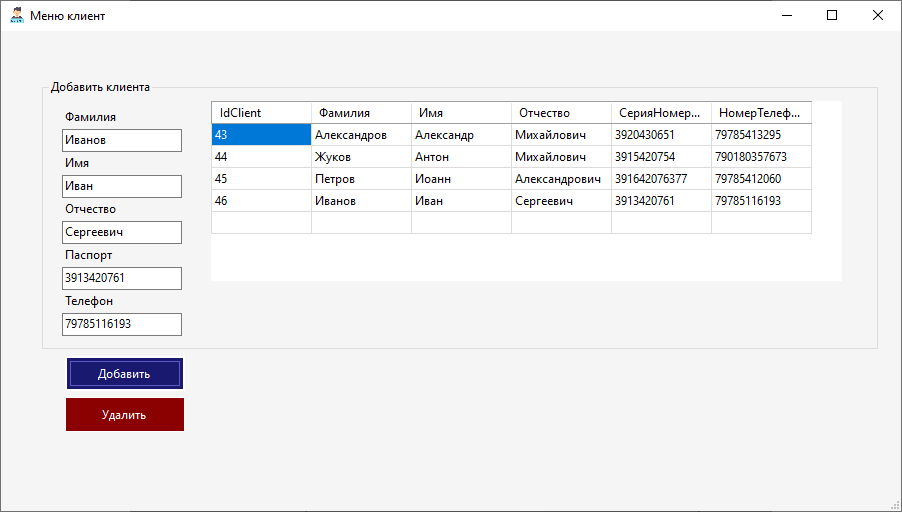 Меню клиент
Добавить клиента
Фамилия
Иванов
Имя
Иван
Отчество
Сергеевич
Паспорт
3913420761
Телефон
79785116193
Добавить
Удалить
IdClient Фамилия Имя Отчество СерияНомер... НомерТелеф...
43 Александров Александр Михайлович 3920430651 79785413295
44 Жуков Антон Михайлович 3915420754 790180357673
45 Петров Иоанн Александрович 391642076377 79785412060
46 Иванов Иван Сергеевич 3913420761 79785116193